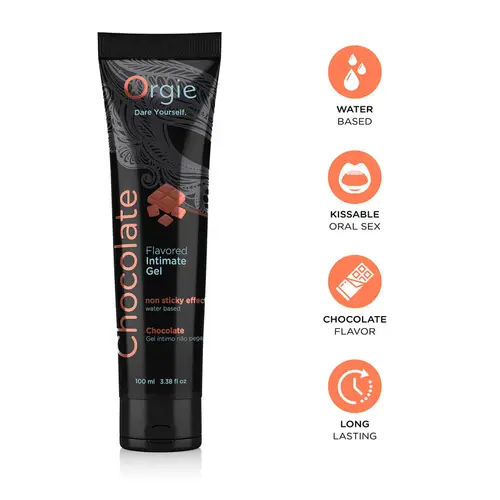 Orgie
Dare Yourself.
Chocolate
Flavored
Intimate
Gel
non sticky effect
water based
Chocolate
Gel íntimo não pega
100 ml 3.38 fl oz
WATER
BASED
KISSABLE
ORAL SEX
CHOCOLATE
FLAVOR
LONG
LASTING